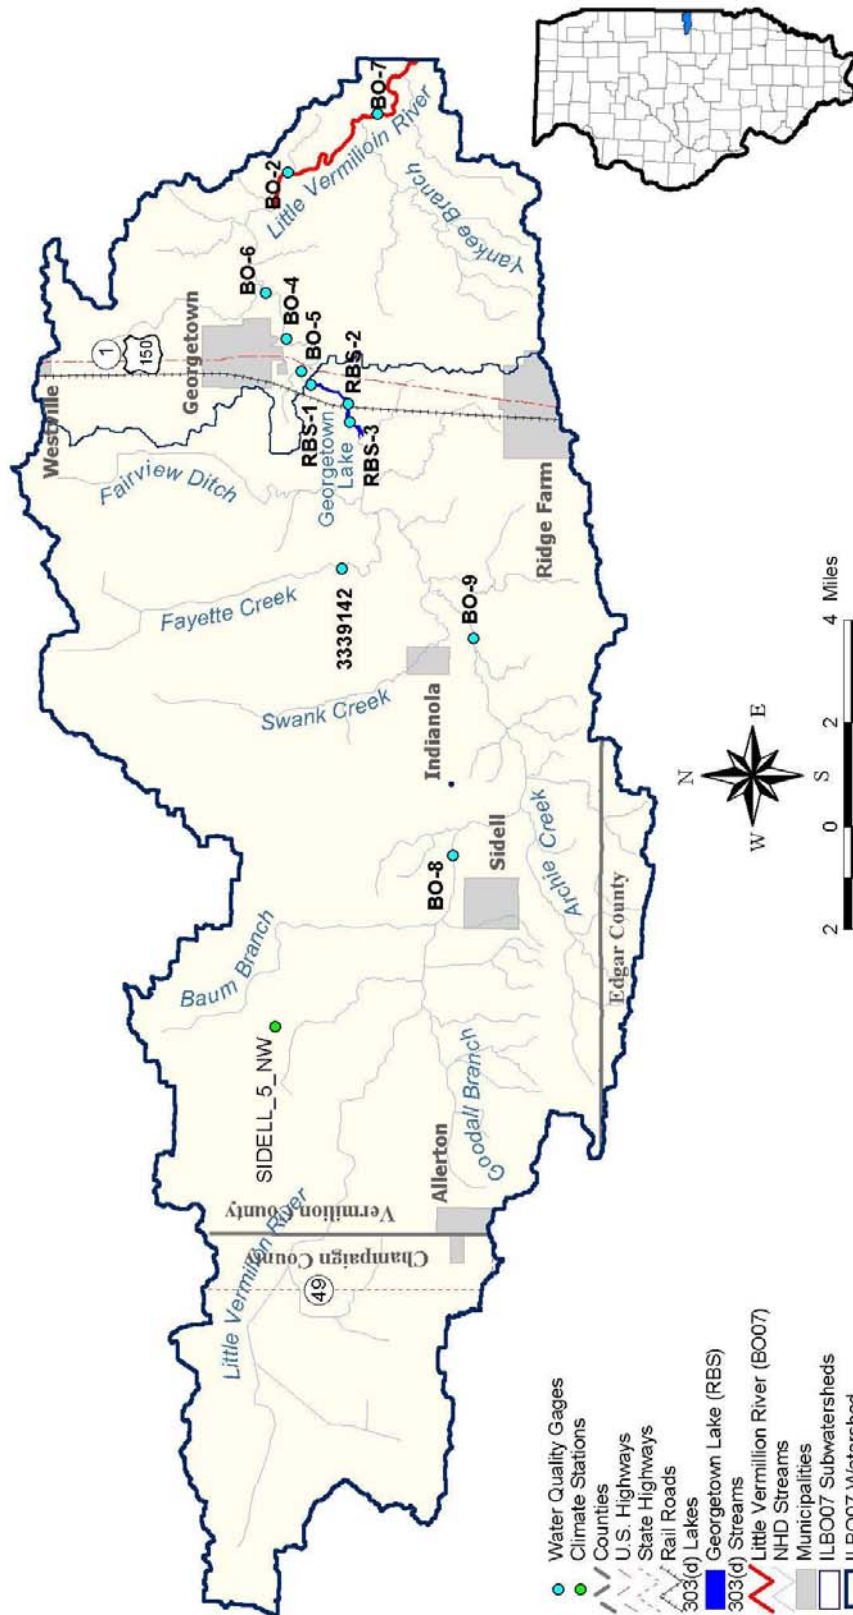 Little Vermilion River
49
Champaign County
Vermilion County
Allerton
SIDELL_5_NW
Baum Branch
Goodall Branch
BO-8
Sidell
Archie Creek
Edgar County
Swank Creek
Indianola
BO-9
Fayette Creek
3339142
Fairview Ditch
Westville
1
150
Georgetown
Georgetown
Lake
RBS-1
RBS-2
RBS-3
BO-5
BO-4
BO-6
Ridge Farm
BO-2
Little Vermilioin River
BO-7
Yankee Branch
Water Quality Gages
Climate Stations
Counties
U.S. Highways
State Highways
Rail Roads
303(d) Lakes
Georgetown Lake (RBS)
303(d) Streams
Little Vermillion River (BO07)
NHD Streams
Municipalities
ILBO07 Subwatersheds
ILBO07 Watershed
N
W
E
S
2 0 2 4 Miles